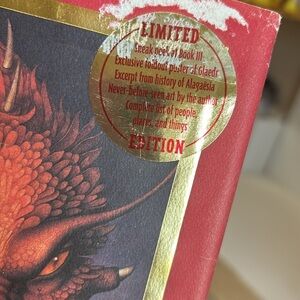 LIMITED
Sneak peek of Book III
Exclusive foldout poster of Glaedr
Excerpt from history of Alagaësia
Never-before-seen art by the author
Complete list of people,
places, and things
EDITION